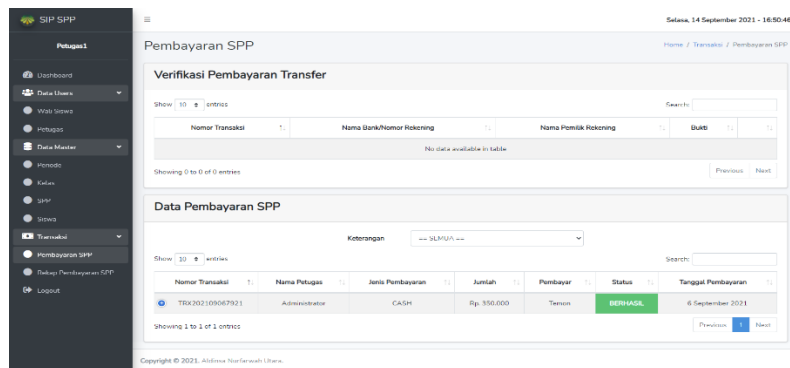 SIP SPP
Selasa, 14 September 2021 - 16:50:46
Petugas1
Pembayaran SPP
Home / Transaksi / Pembayaran SPP
Dashboard
Data Users
Wali Siswa
Petugas
Data Master
Periode
Kelas
SPP
Siswa
Transaksi
Pembayaran SPP
Rekap Pembayaran SPP
Logout
Verifikasi Pembayaran Transfer
Show 10 entries Search:
Nomor Transaksi Nama Bank/Nomor Rekening Nama Pemilik Rekening Bukti
No data available in table
Showing 0 to 0 of 0 entries Previous Next
Data Pembayaran SPP
Keterangan == SEMUA ==
Show 10 entries Search:
Nomor Transaksi Nama Petugas Jenis Pembayaran Jumlah Pembayar Status Tanggal Pembayaran
TRX202109067921 Administrator CASH Rp. 350.000 Temon BERHASIL 6 September 2021
Showing 1 to 1 of 1 entries Previous 1 Next
Copyright © 2021.